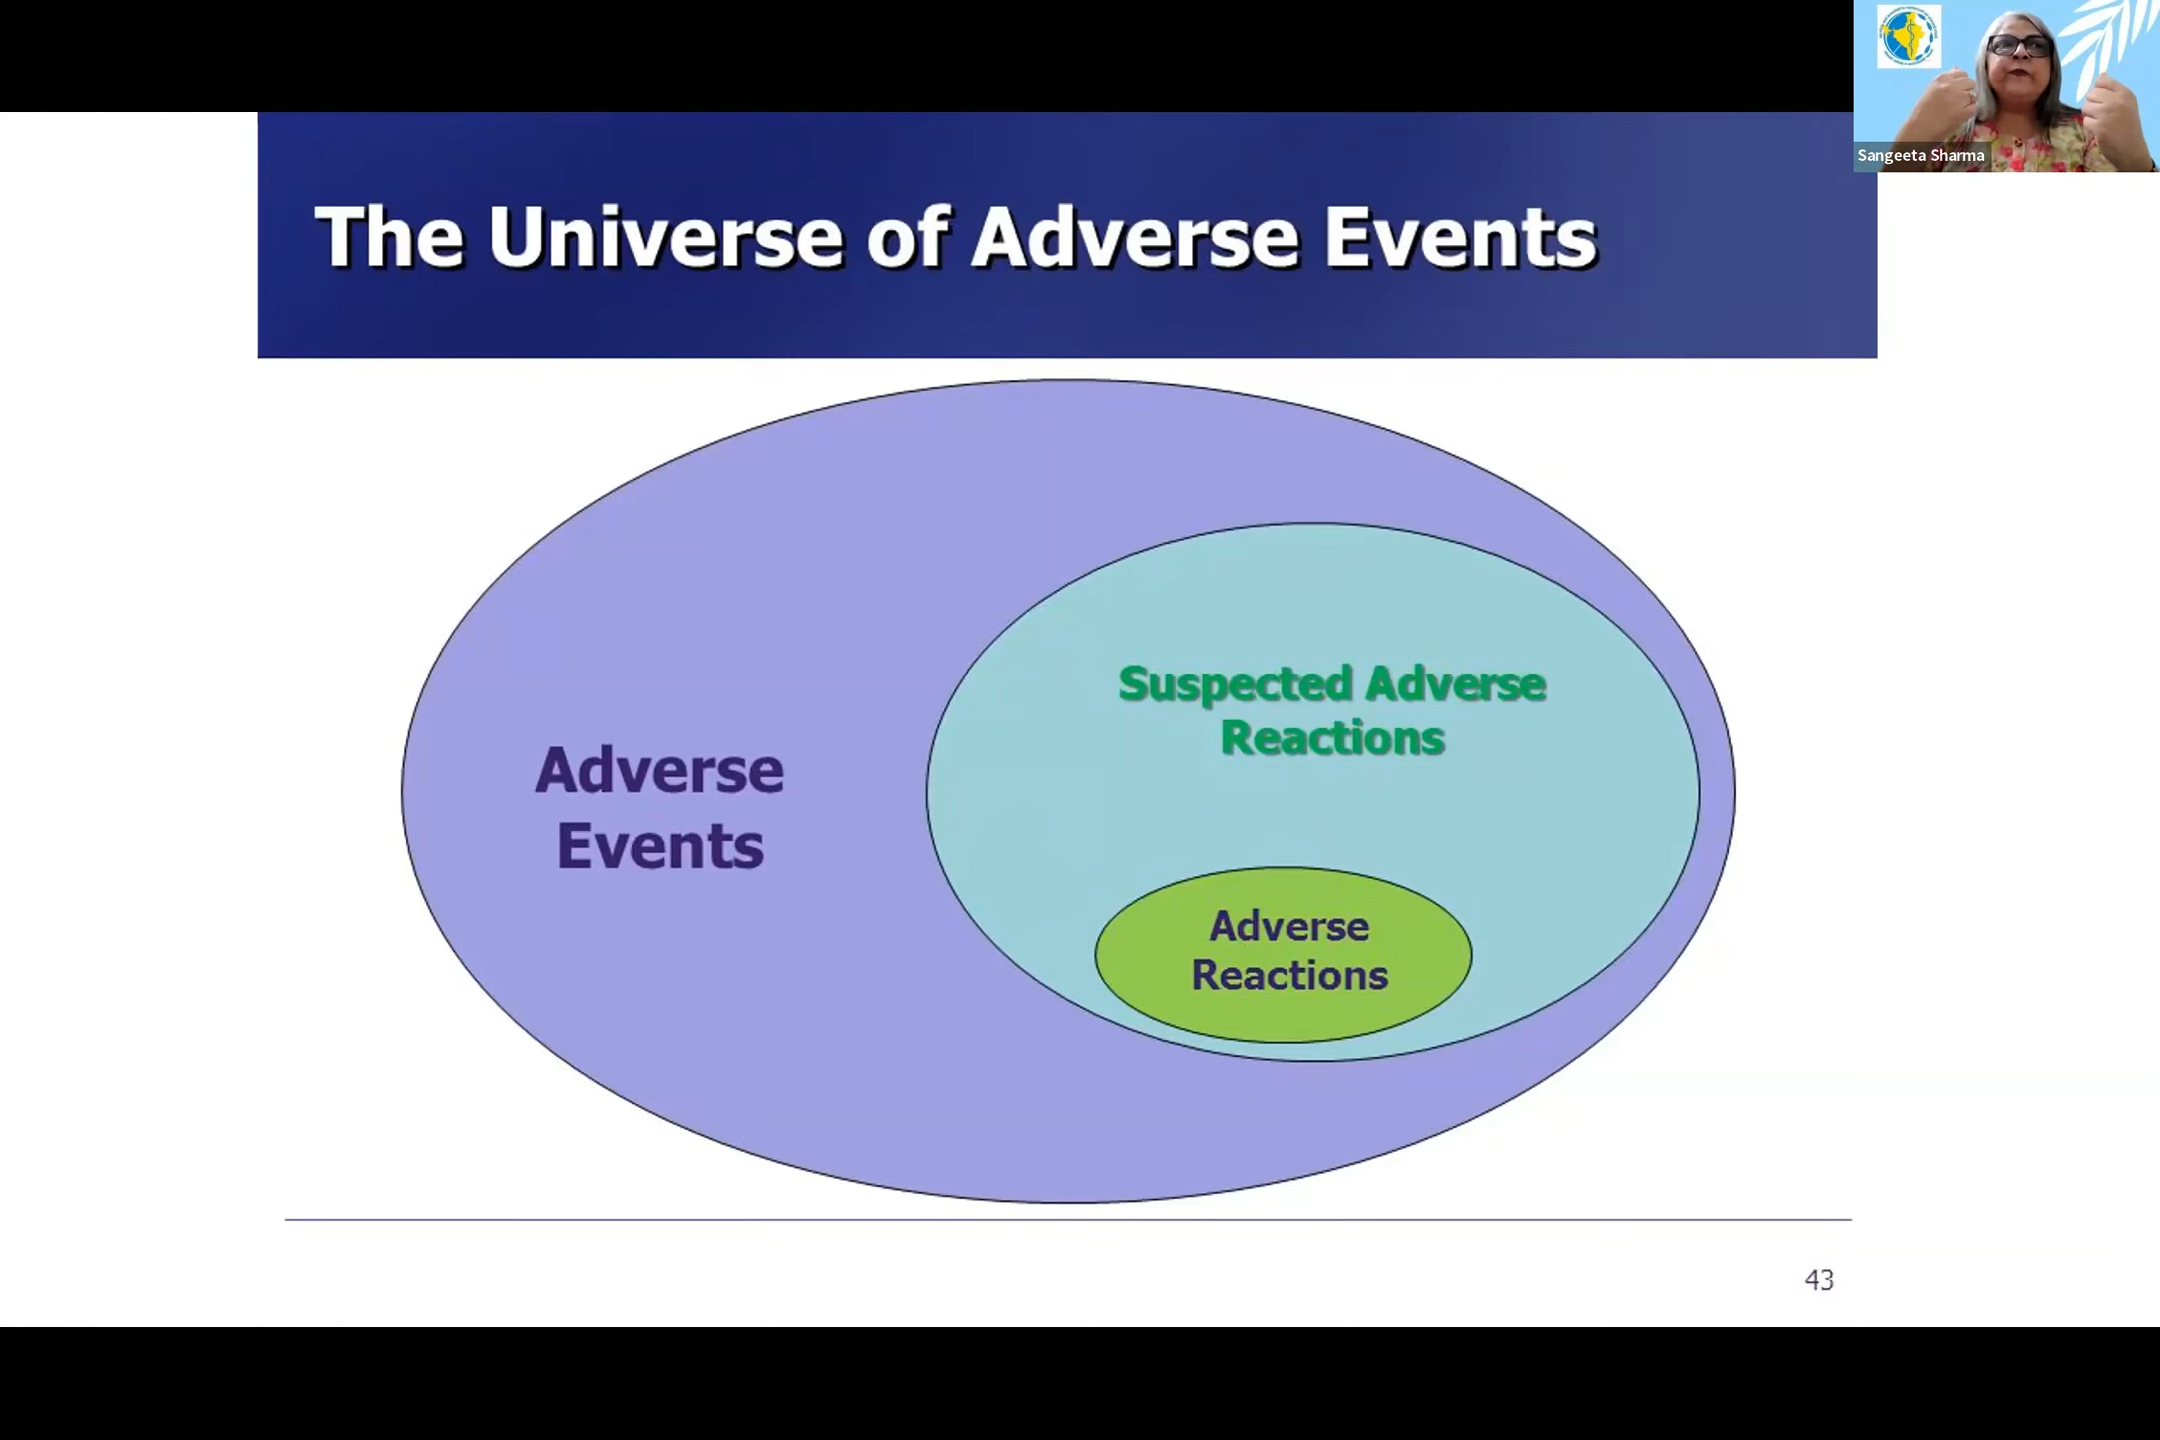 Sangeeta Sharma
The Universe of Adverse Events
Suspected Adverse
Reactions
Adverse
Events
Adverse
Reactions
43